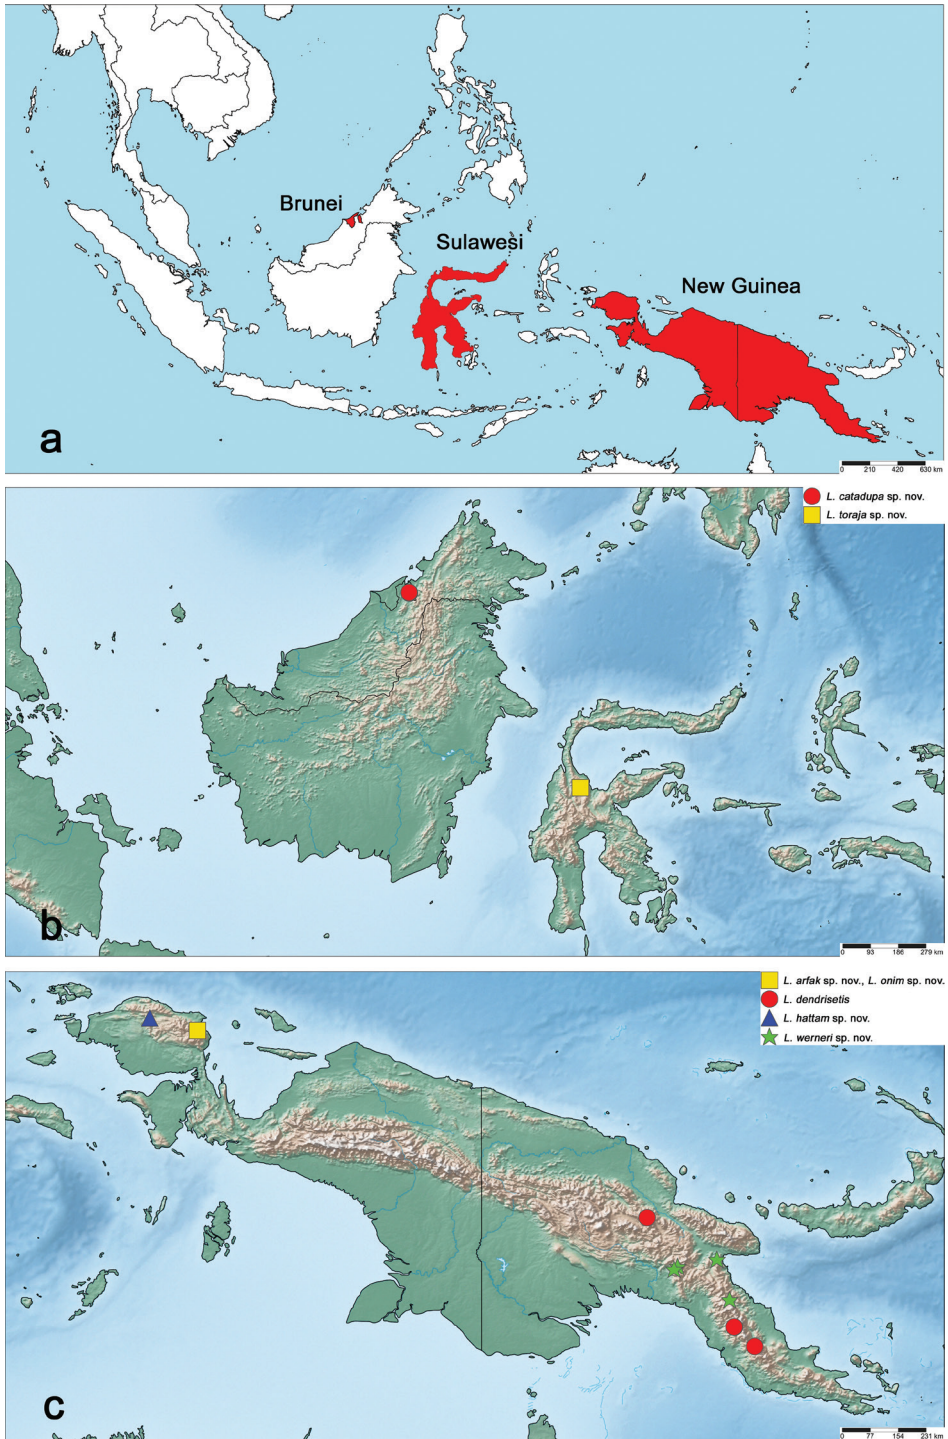 Brunei
Sulawesi
New Guinea
a
0 210 420 630 km
L. catadupa sp. nov.
L. toraja sp. nov.
b
0 93 186 279 km
L. arfak sp. nov., L. onim sp. nov.
L. dendrisetis
L. hattam sp. nov.
L. werneri sp. nov.
c
0 77 154 231 km